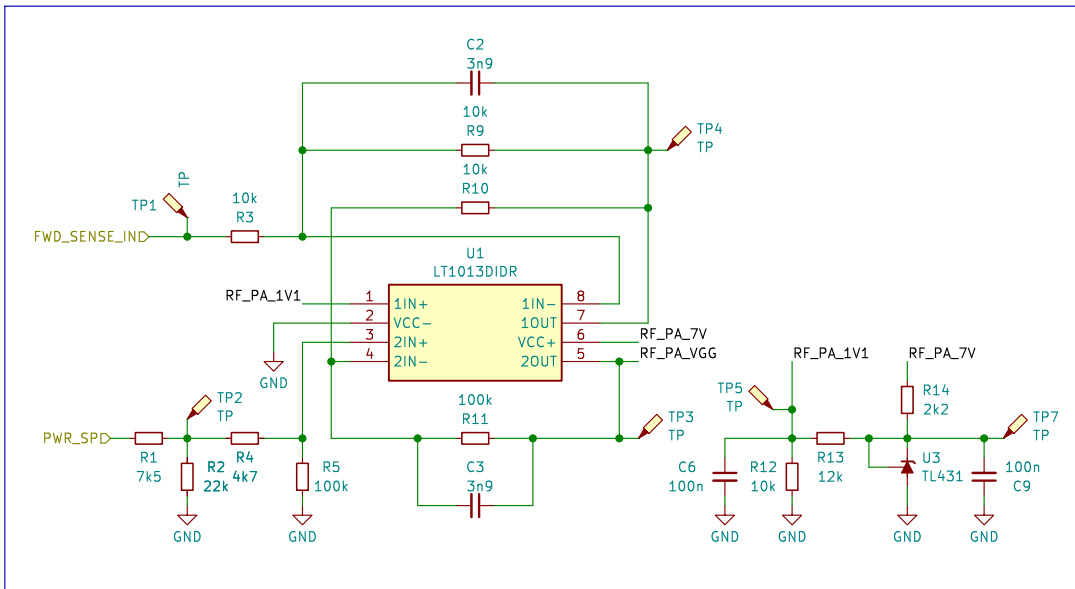 C2
3n9
10k
R9
TP4
TP
10k
R10
TP
TP1
10k
R3
FWD_SENSE_IN
U1
LT1013DIDR
RF_PA_1V1
1
1IN+
1IN-
8
2
VCC-
1OUT
7
3
2IN+
VCC+
6
RF_PA_7V
4
2IN-
2OUT
5
RF_PA_VGG
GND
RF_PA_1V1
RF_PA_7V
TP5
TP
R14
2k2
TP2
TP
100k
R11
TP3
TP
TP7
TP
PWR_SP
R1
7k5
R2
22k
R4
4k7
R5
100k
C3
3n9
C6
100n
R12
10k
R13
12k
U3
TL431
100n
C9
GND
GND
GND
GND
GND
GND